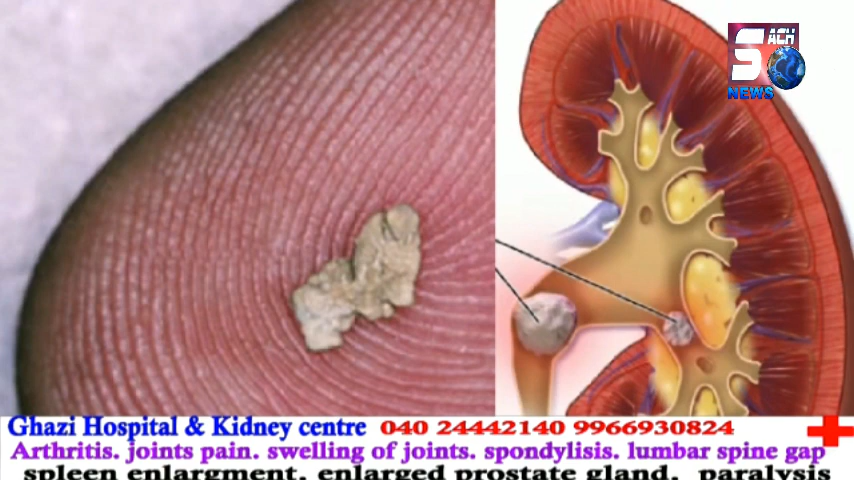 SACH
NEWS
Ghazi Hospital & Kidney centre 040 24442140 9966930824
Arthritis. joints pain. swelling of joints. spondylisis. lumbar spine gap
spleen enlargment. enlarged prostate gland. paralysis